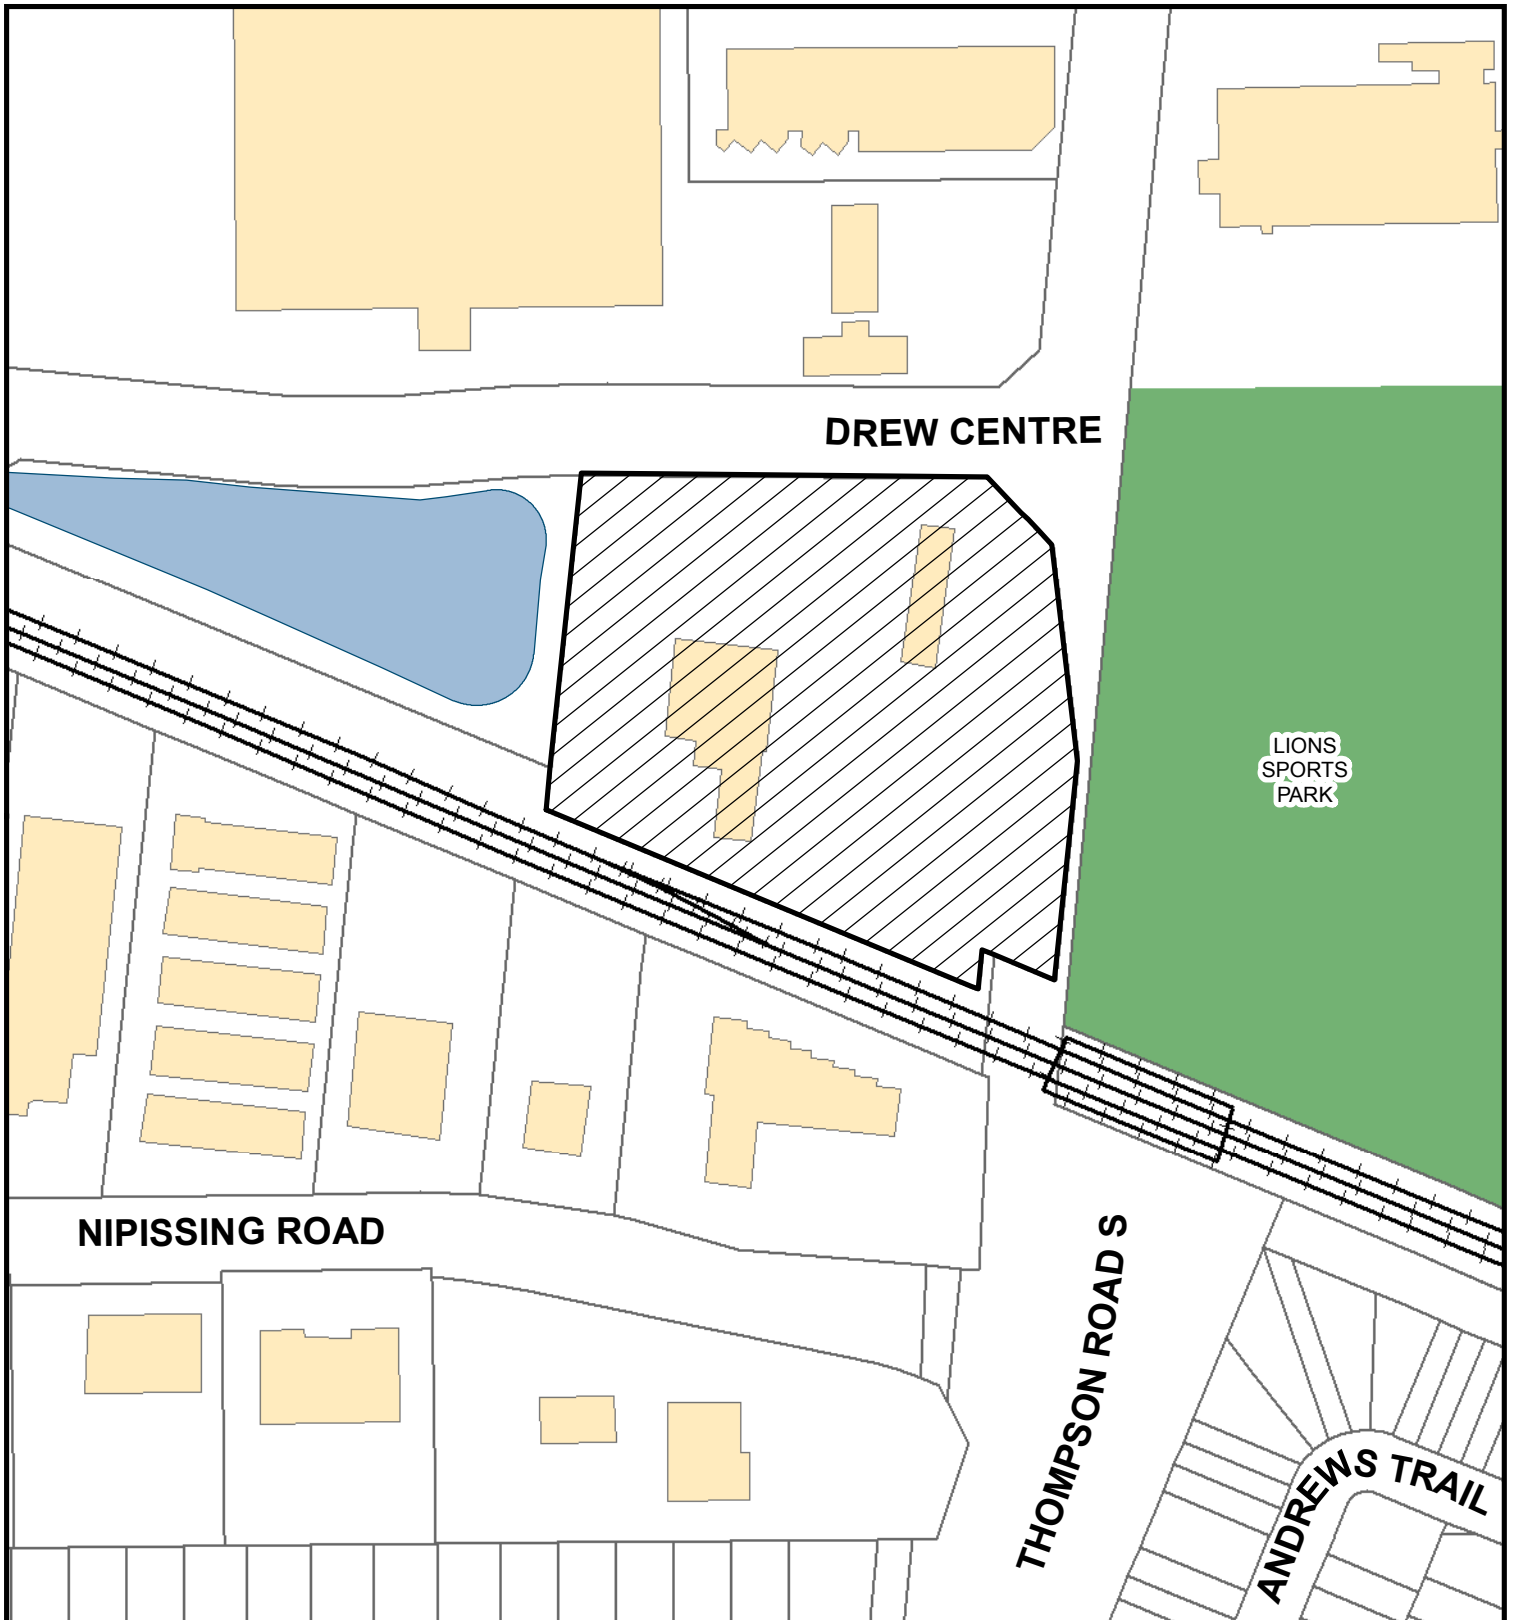 DREW CENTRE
LIONS
SPORTS
PARK
NIPISSING ROAD
THOMPSON ROAD S
ANDREWS TRAIL